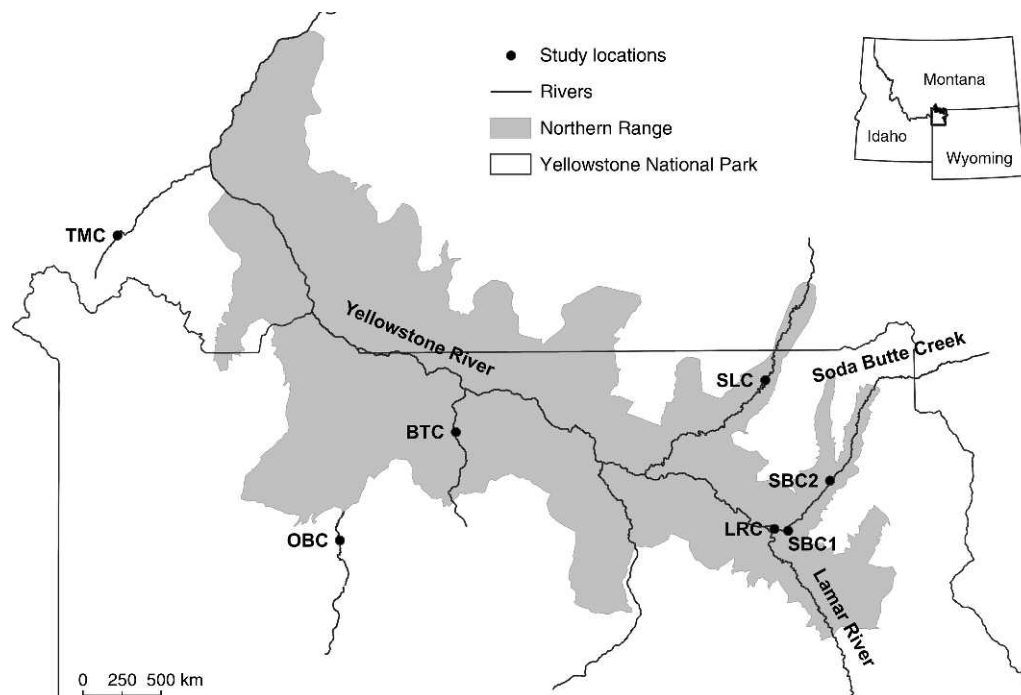 Study locations
Rivers
Northern Range
Yellowstone National Park
Montana
Idaho
Wyoming
TMC
Yellowstone River
Soda Butte Creek
SLC
BTC
SBC2
LRC
SBC1
OBC
Lamar River
0 250 500 km